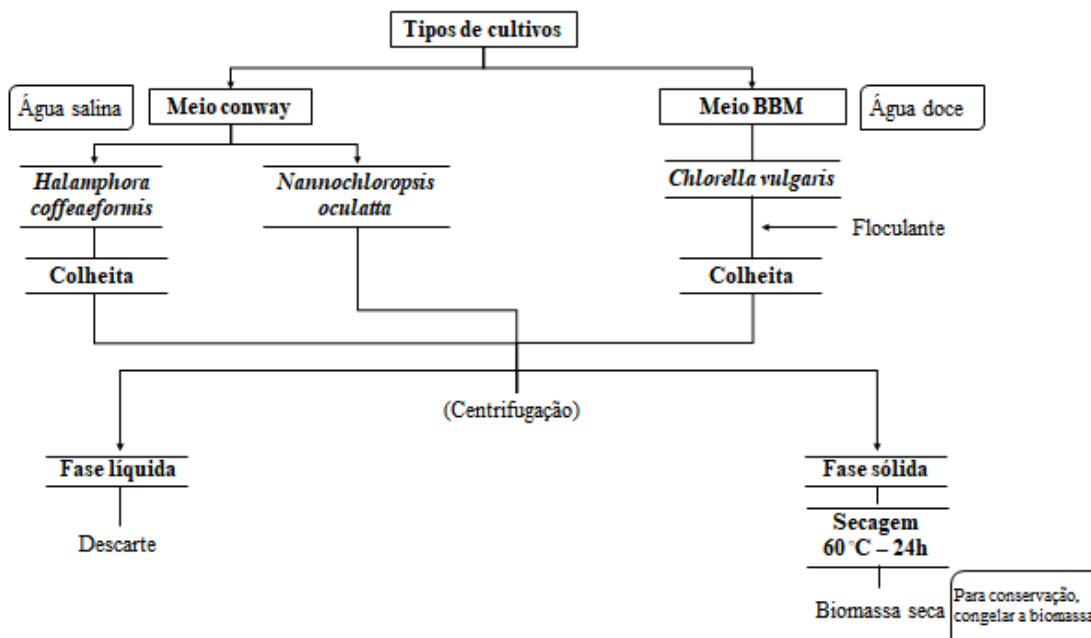 Tipos de cultivos
Água salina
Meio conway
Meio BBM
Água doce
Halamphora
coffeaeformis
Nannochloropsis
oculatta
Chlorella vulgaris
Floculante
Colheita
Colheita
(Centrifugação)
Fase líquida
Fase sólida
Descarte
Secagem
60 °C – 24h
Biomassa seca
Para conservação,
congelar a biomassa